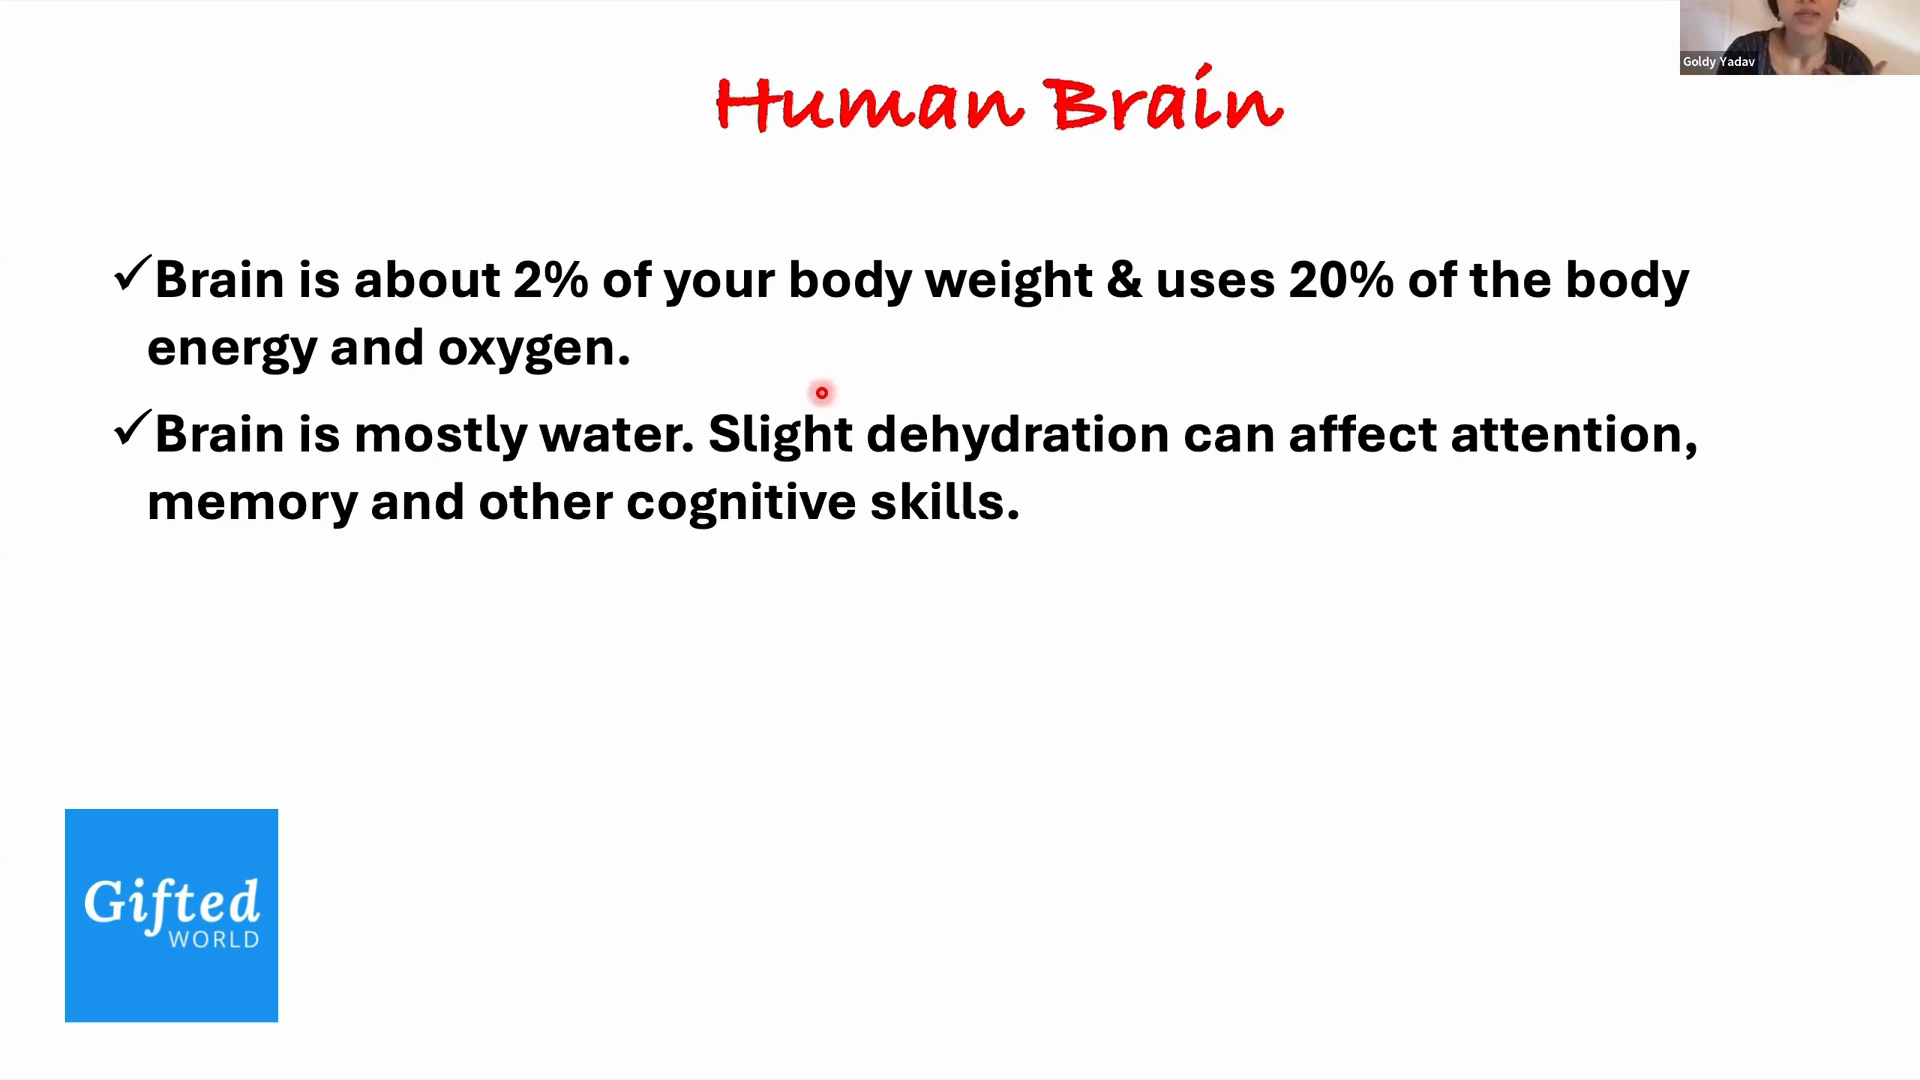 Goldy Yadav
Human Brain
✓Brain is about 2% of your body weight & uses 20% of the body
energy and oxygen.
✓Brain is mostly water. Slight dehydration can affect attention,
memory and other cognitive skills.
Gifted
WORLD